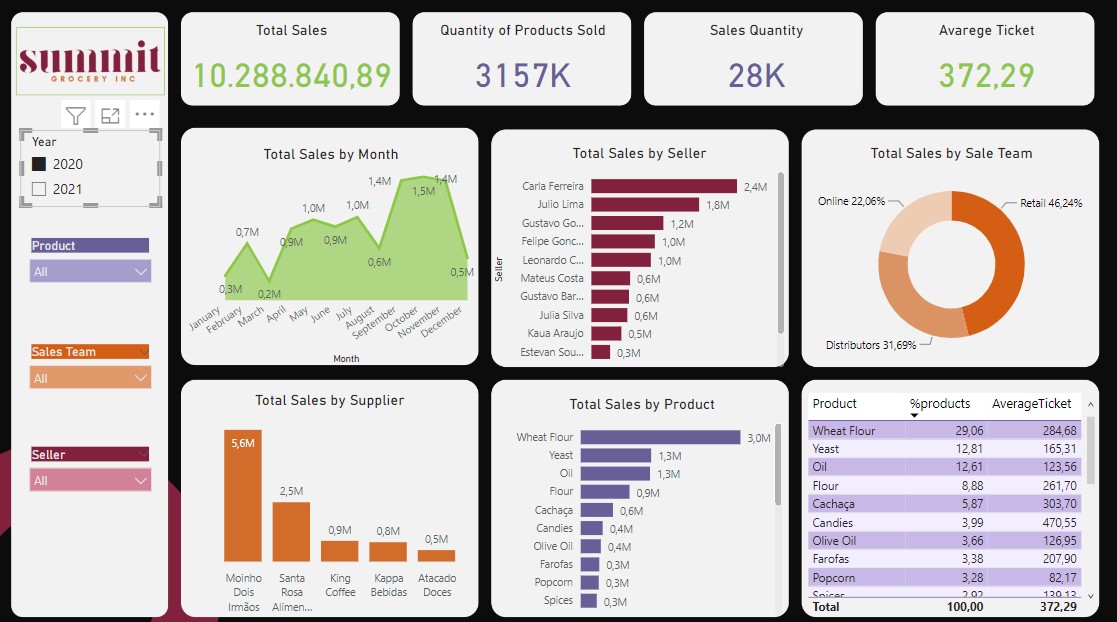 summit
GROCERY INC
Year
2020
2021
Product
All
Sales Team
All
Seller
All
Total Sales
10.288.840,89
Quantity of Products Sold
3157K
Sales Quantity
28K
Avarege Ticket
372,29
Total Sales by Month
0,3M
0,7M
0,2M
0,9M
1,0M
0,9M
1,0M
0,6M
1,4M
1,5M
1,4M
0,5M
January
February
March
April
May
June
July
August
September
October
November
December
Month
Total Sales by Seller
Seller
Carla Ferreira 2,4M
Julio Lima 1,8M
Gustavo Go... 1,2M
Felipe Gonc... 1,0M
Leonardo C... 1,0M
Mateus Costa 0,6M
Gustavo Bar... 0,6M
Julia Silva 0,6M
Kaua Araujo 0,5M
Estevan Sou... 0,3M
Total Sales by Sale Team
Online 22,06%
Retail 46,24%
Distributors 31,69%
Total Sales by Supplier
5,6M
2,5M
0,9M
0,8M
0,5M
Moinho Dois Irmãos
Santa Rosa Alimen...
King Coffee
Kappa Bebidas
Atacado Doces
Total Sales by Product
Wheat Flour 3,0M
Yeast 1,3M
Oil 1,3M
Flour 0,9M
Cachaça 0,6M
Candies 0,4M
Olive Oil 0,4M
Farofas 0,3M
Popcorn 0,3M
Spices 0,3M
Product %products AverageTicket
Wheat Flour 29,06 284,68
Yeast 12,81 165,31
Oil 12,61 123,56
Flour 8,88 261,70
Cachaça 5,87 303,70
Candies 3,99 470,55
Olive Oil 3,66 126,95
Farofas 3,38 207,90
Popcorn 3,28 82,17
Spices 2,92 139,13
Total 100,00 372,29